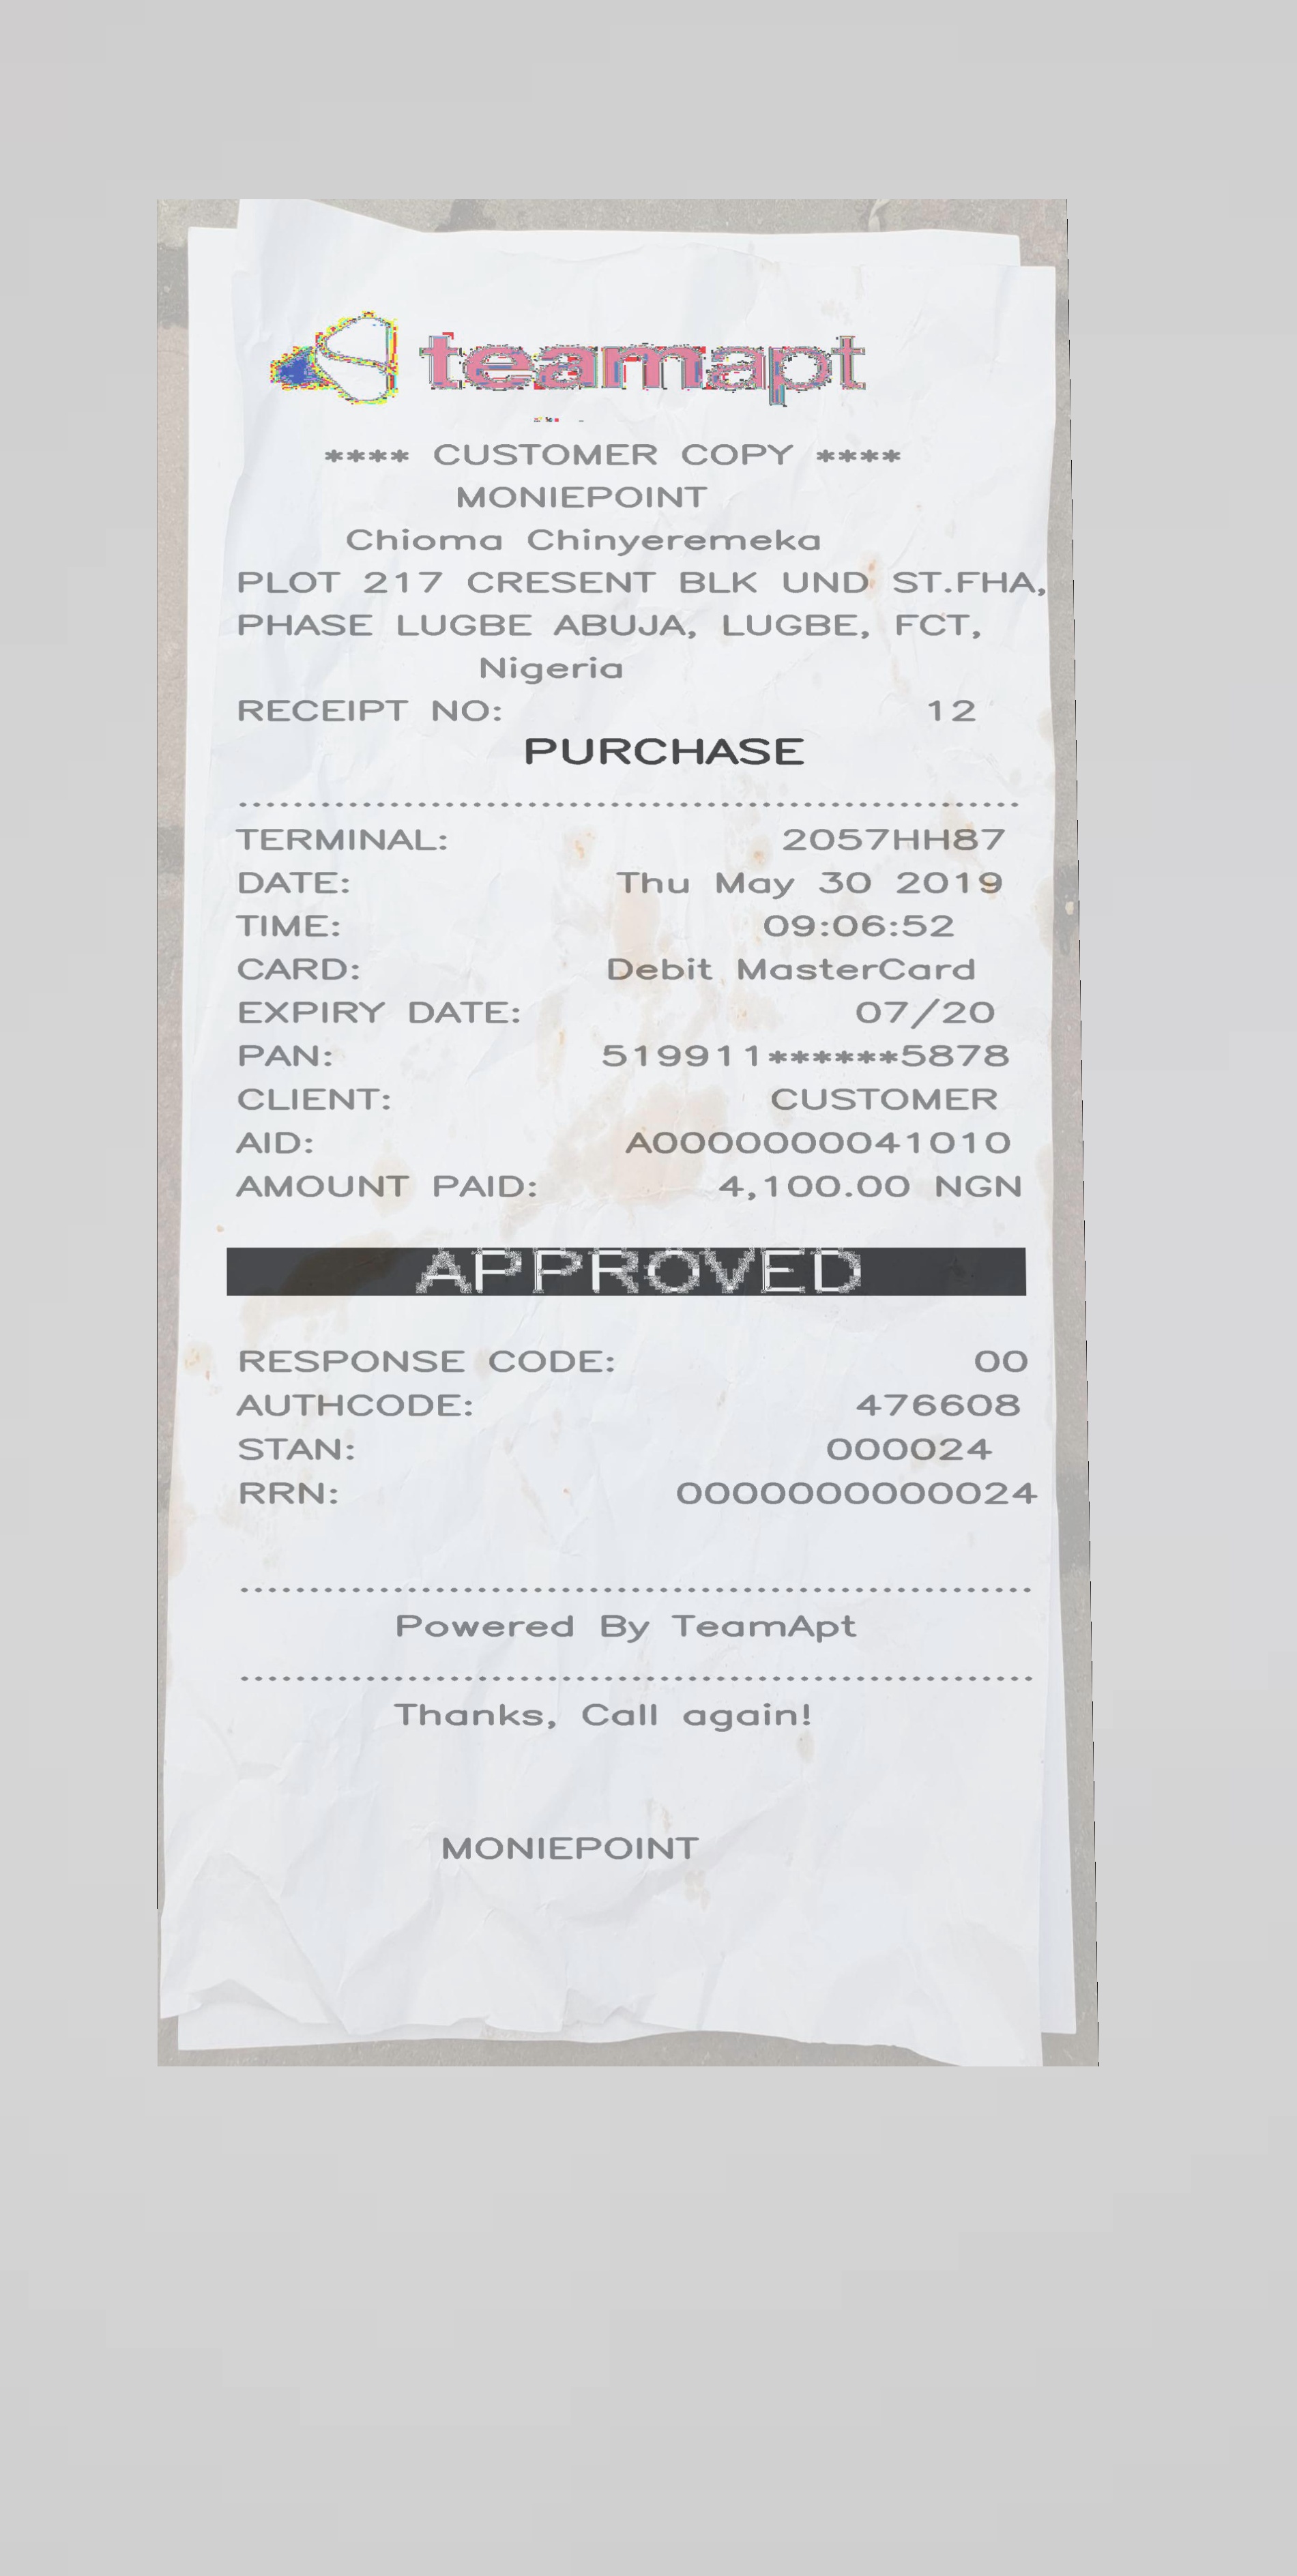 teamapt
**** CUSTOMER COPY ****
MONIEPOINT
Chioma Chinyeremeka
PLOT 217 CRESENT BLK UND ST.FHA,
PHASE LUGBE ABUJA, LUGBE, FCT,
Nigeria
RECEIPT NO: 12
PURCHASE
TERMINAL: 2057HH87
DATE: Thu May 30 2019
TIME: 09:06:52
CARD: Debit MasterCard
EXPIRY DATE: 07/20
PAN: 519911******5878
CLIENT: CUSTOMER
AID: A0000000041010
AMOUNT PAID: 4,100.00 NGN
APPROVED
RESPONSE CODE: 00
AUTHCODE: 476608
STAN: 000024
RRN: 0000000000024
Powered By TeamApt
Thanks, Call again!
MONIEPOINT